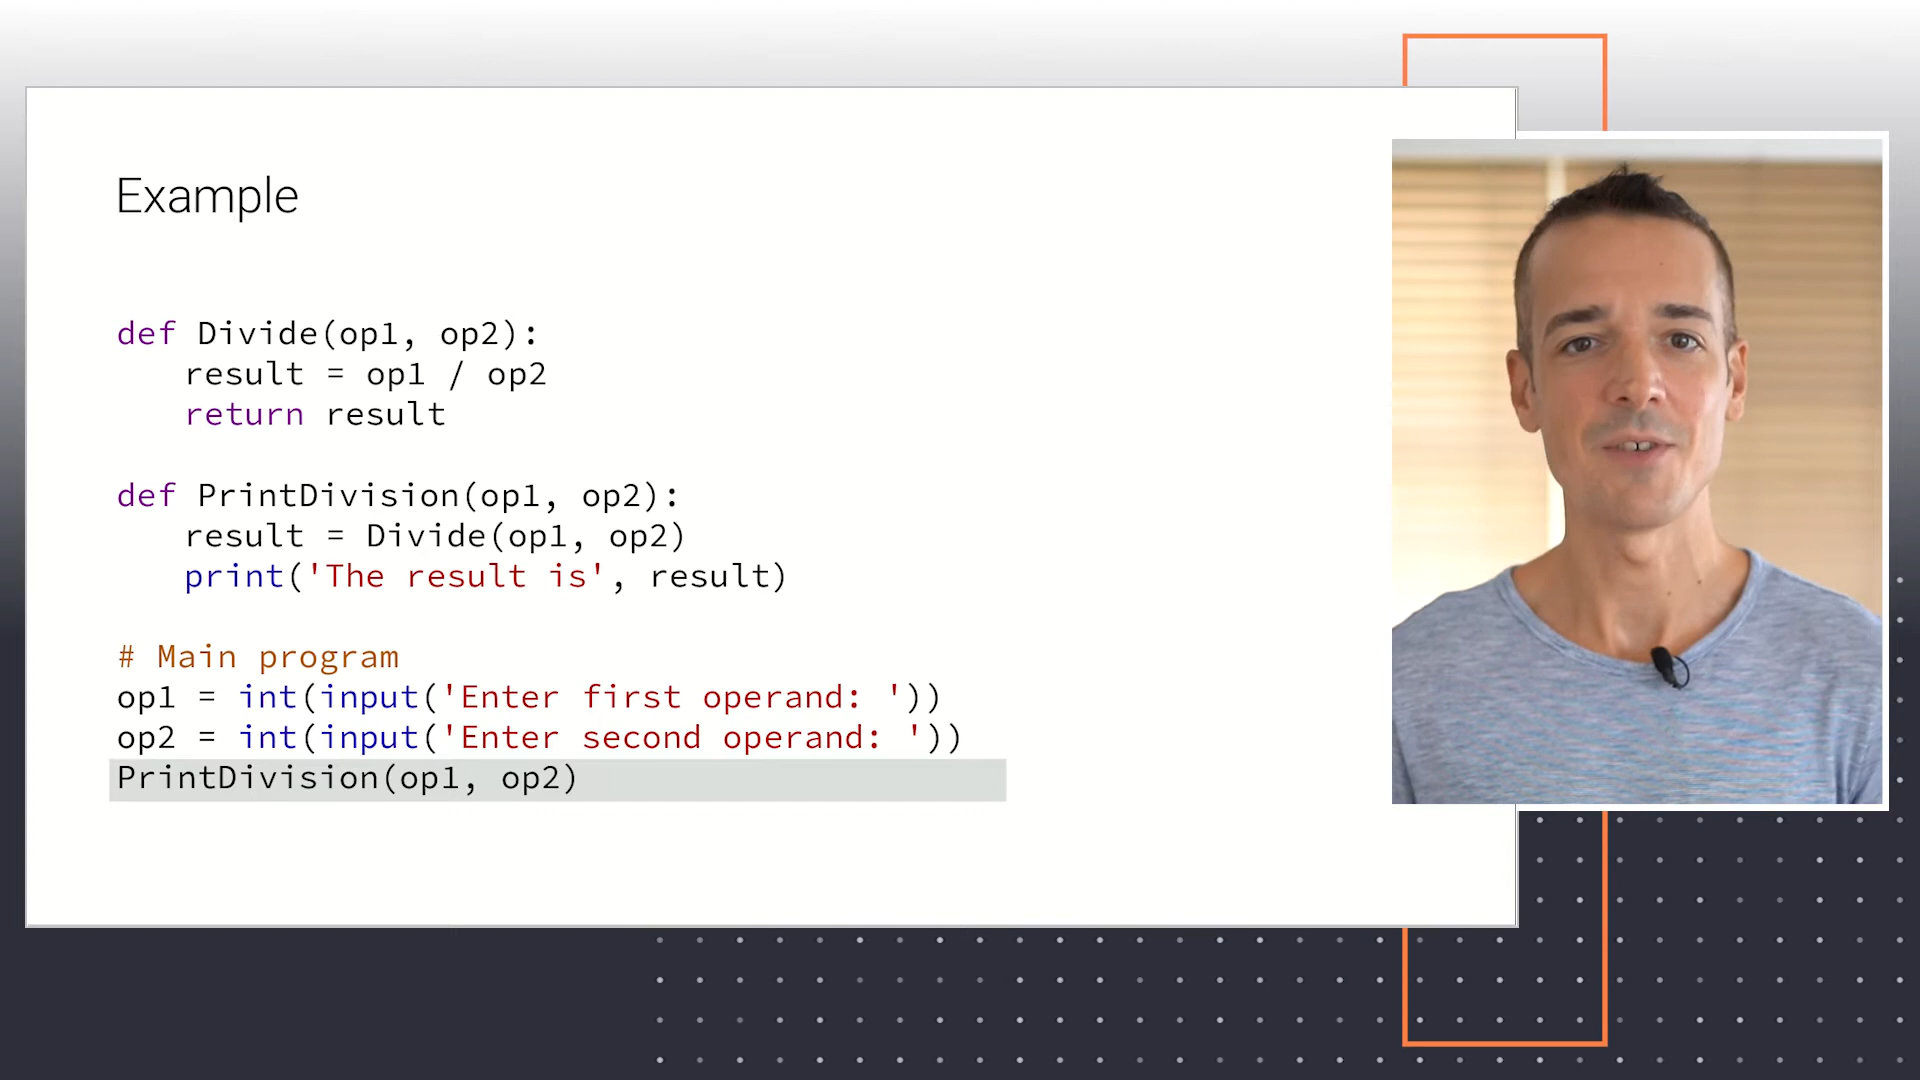 Example
def Divide(op1, op2):
result = op1 / op2
return result
def PrintDivision(op1, op2):
result = Divide(op1, op2)
print('The result is', result)
# Main program
op1 = int(input('Enter first operand: '))
op2 = int(input('Enter second operand: '))
PrintDivision(op1, op2)